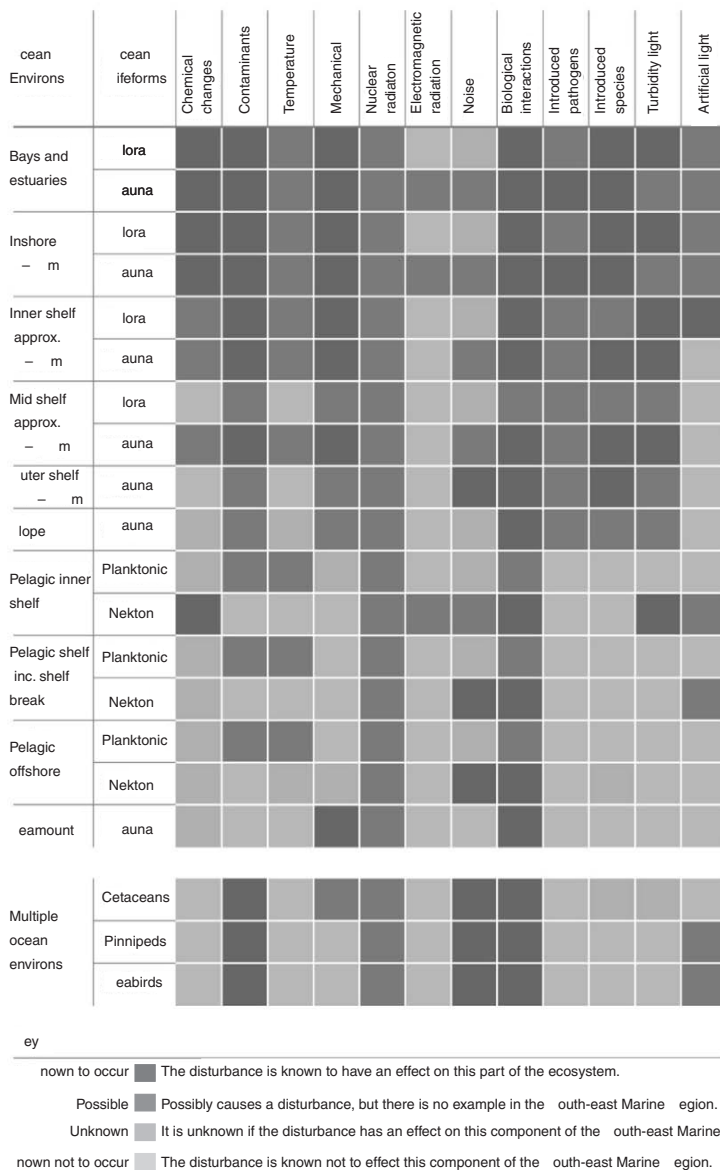 cean
Environs
cean
ifeforms
Chemical
changes
Contaminants
Temperature
Mechanical
Nuclear
radiaton
Electromagnetic
radiation
Noise
Biological
interactions
Introduced
pathogens
Introduced
species
Turbidity light
Artificial light
Bays and
estuaries
lora
auna
Inshore
– m
lora
auna
Inner shelf
approx.
– m
lora
auna
Mid shelf
approx.
– m
lora
auna
uter shelf
– m
auna
lope
auna
Pelagic inner
shelf
Planktonic
Nekton
Pelagic shelf
inc. shelf
break
Planktonic
Nekton
Pelagic
offshore
Planktonic
Nekton
eamount
auna
Multiple
ocean
environs
Cetaceans
Pinnipeds
eabirds
ey
nown to occur The disturbance is known to have an effect on this part of the ecosystem.
Possible Possibly causes a disturbance, but there is no example in the outh-east Marine egion.
Unknown It is unknown if the disturbance has an effect on this component of the outh-east Marine
nown not to occur The disturbance is known not to effect this component of the outh-east Marine egion.